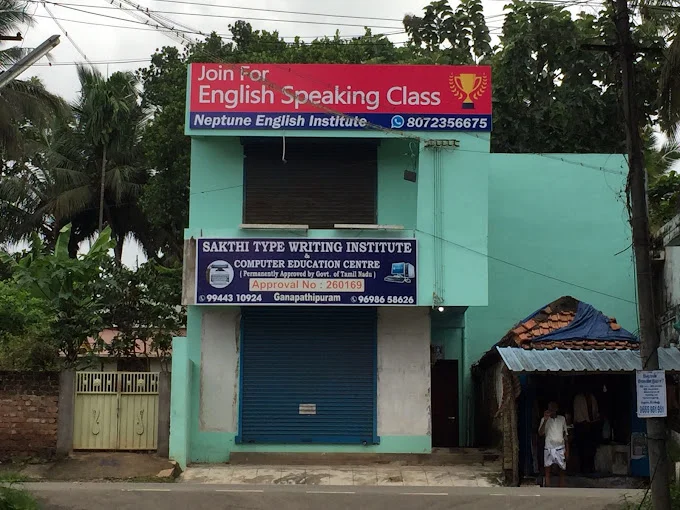 Join For
English Speaking Class
Neptune English Institute 8072356675
SAKTHI TYPE WRITING INSTITUTE
&
COMPUTER EDUCATION CENTRE
( Permanently Approved by Govt. of Tamil Nadu )
Approval No : 260169
99443 10924 Ganapathipuram 96986 58626